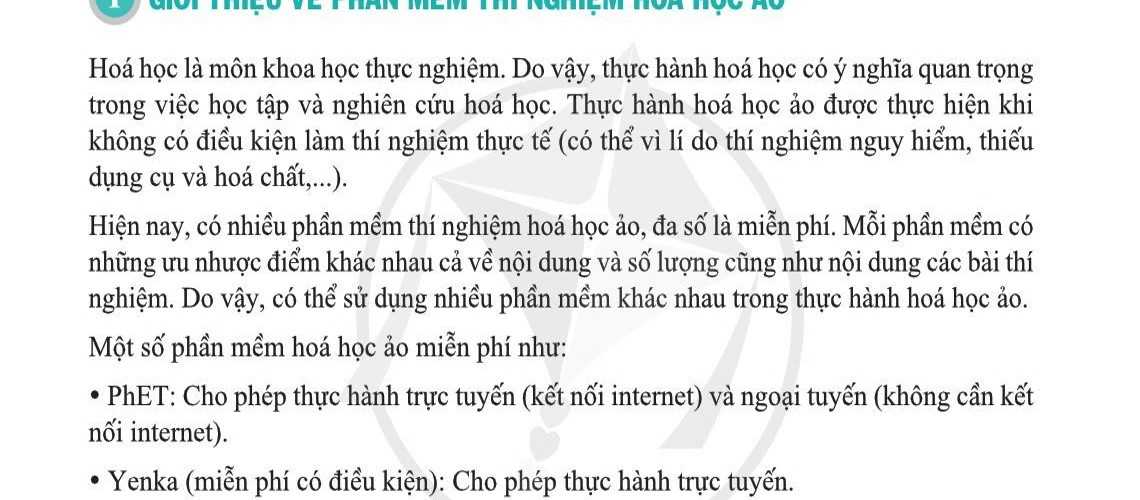 1 GIỚI THIỆU VỀ PHẦN MỀM THÍ NGHIỆM HOÁ HỌC ẢO
Hoá học là môn khoa học thực nghiệm. Do vậy, thực hành hoá học có ý nghĩa quan trọng
trong việc học tập và nghiên cứu hoá học. Thực hành hoá học ảo được thực hiện khi
không có điều kiện làm thí nghiệm thực tế (có thể vì lí do thí nghiệm nguy hiểm, thiếu
dụng cụ và hoá chất,...).
Hiện nay, có nhiều phần mềm thí nghiệm hoá học ảo, đa số là miễn phí. Mỗi phần mềm có
những ưu nhược điểm khác nhau cả về nội dung và số lượng cũng như nội dung các bài thí
nghiệm. Do vậy, có thể sử dụng nhiều phần mềm khác nhau trong thực hành hoá học ảo.
Một số phần mềm hoá học ảo miễn phí như:
• PhET: Cho phép thực hành trực tuyến (kết nối internet) và ngoại tuyến (không cần kết
nối internet).
• Yenka (miễn phí có điều kiện): Cho phép thực hành trực tuyến.